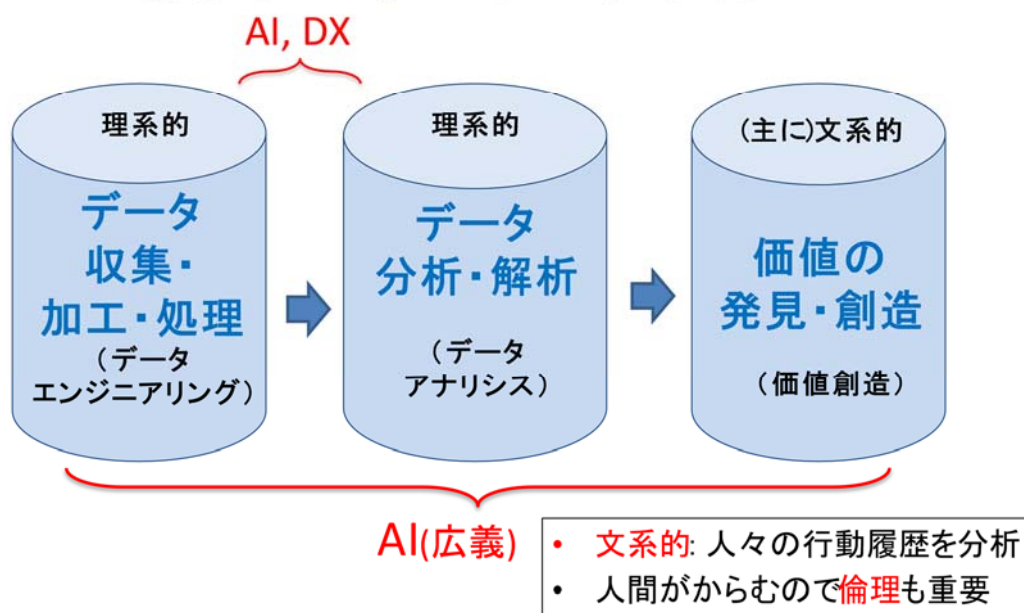 AI, DX
理系的
データ
収集・
加工・処理
(データ
エンジニアリング)
理系的
データ
分析・解析
(データ
アナリシス)
(主に)文系的
価値の
発見・創造
(価値創造)
AI(広義)
• 文系的: 人々の行動履歴を分析
• 人間がからむので倫理も重要